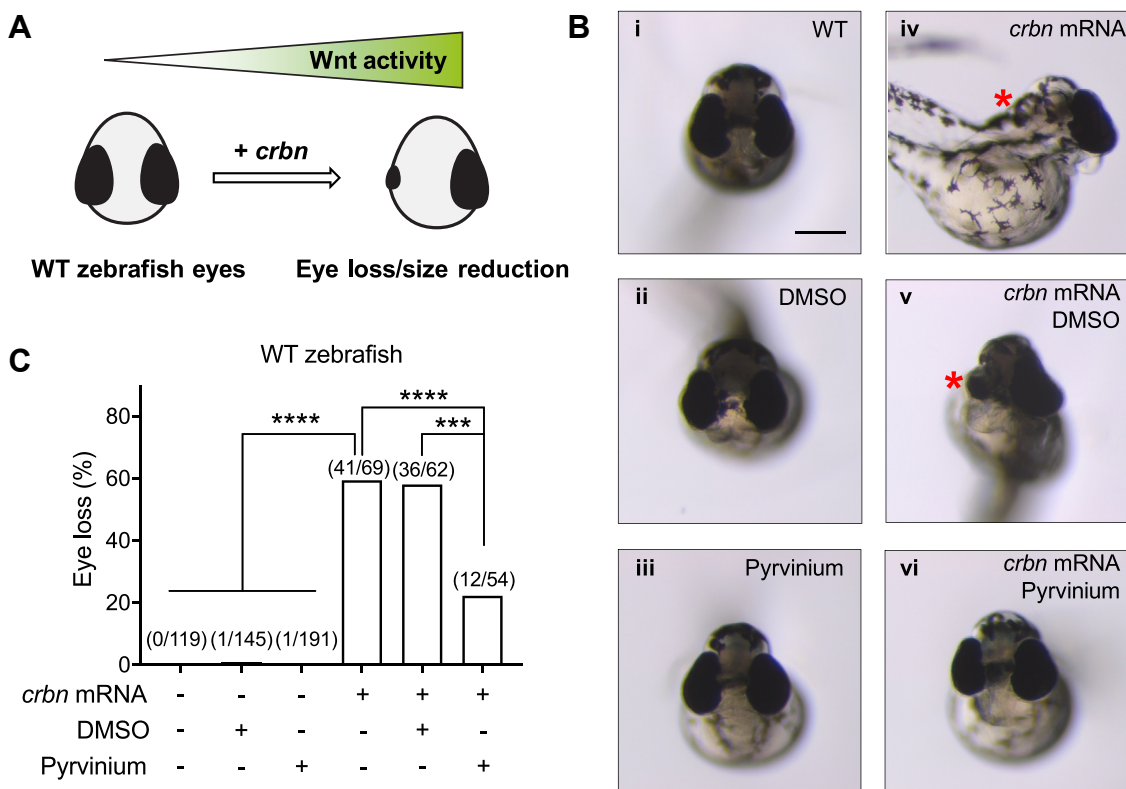 A
Wnt activity
+ crbn
WT zebrafish eyes
Eye loss/size reduction
B
i
WT
iv
crbn mRNA
*
ii
DMSO
v
crbn mRNA
DMSO
*
iii
Pyrvinium
vi
crbn mRNA
Pyrvinium
C
WT zebrafish
Eye loss (%)
80
60
40
20
0
****
****
***
(0/119)
(1/145)
(1/191)
(41/69)
(36/62)
(12/54)
crbn mRNA - - - + + +
DMSO - + - - + -
Pyrvinium - - + - - +